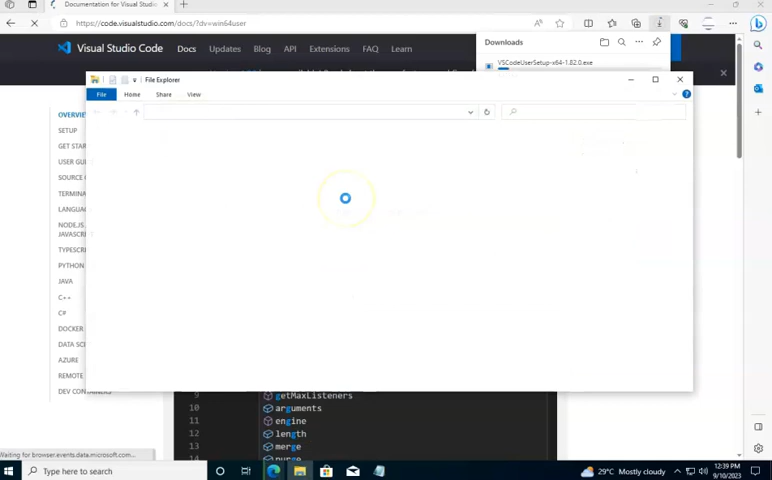 Documentation for Visual Studio
https://code.visualstudio.com/docs/?dv=win64user
Visual Studio Code
Docs
Updates
Blog
API
Extensions
FAQ
Learn
Downloads
VSCodeUserSetup-x64-1.82.0.exe
File Explorer
File
Home
Share
View
OVERVIEW
SETUP
GET STAR
USER GUI
SOURCE C
TERMINA
LANGUAG
NODE.JS
JAVASCRI
TYPESCRI
PYTHON
JAVA
C++
C#
DOCKER
DATA SCI
AZURE
REMOTE
DEV CONTAINERS
9 getMaxListeners
10 arguments
11 engine
12 length
13 merge
Waiting for browser.events.data.microsoft.com...
Type here to search
29°C Mostly cloudy
12:39 PM
9/10/2023